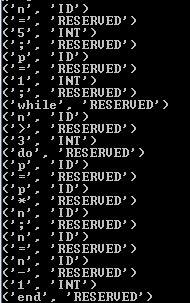 ('n', 'ID')
('=', 'RESERVED')
('5', 'INT')
(';', 'RESERVED')
('p', 'ID')
('=', 'RESERVED')
('1', 'INT')
(';', 'RESERVED')
('while', 'RESERVED')
('n', 'ID')
('>', 'RESERVED')
('3', 'INT')
('do', 'RESERVED')
('p', 'ID')
('=', 'RESERVED')
('p', 'ID')
('*', 'RESERVED')
('n', 'ID')
(';', 'RESERVED')
('n', 'ID')
('=', 'RESERVED')
('n', 'ID')
('-', 'RESERVED')
('1', 'INT')
('end', 'RESERVED')